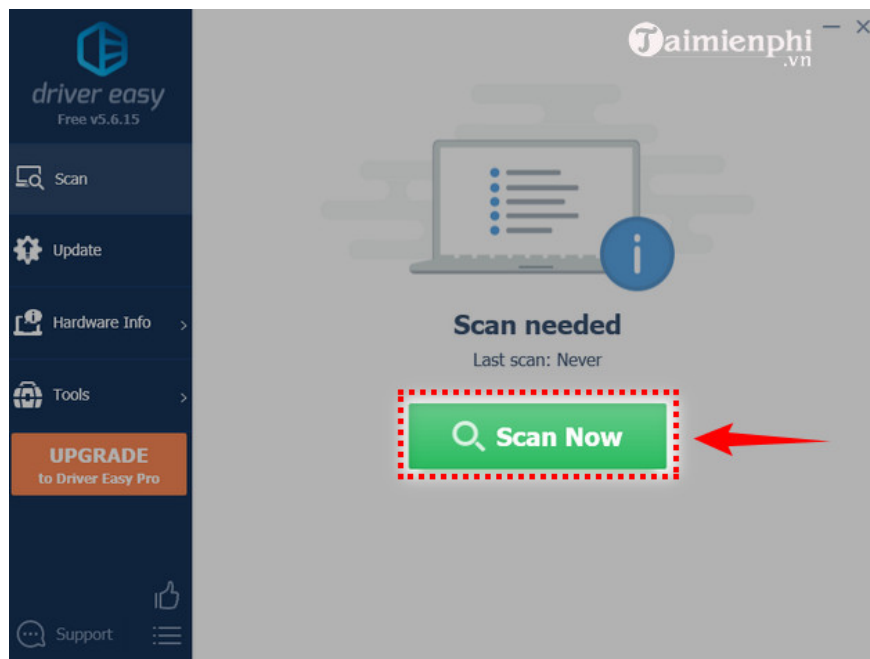 Taimienphi
.vn
driver easy
Free v5.6.15
Scan
Update
Hardware Info
Tools
UPGRADE
to Driver Easy Pro
Support
Scan needed
Last scan: Never
Scan Now